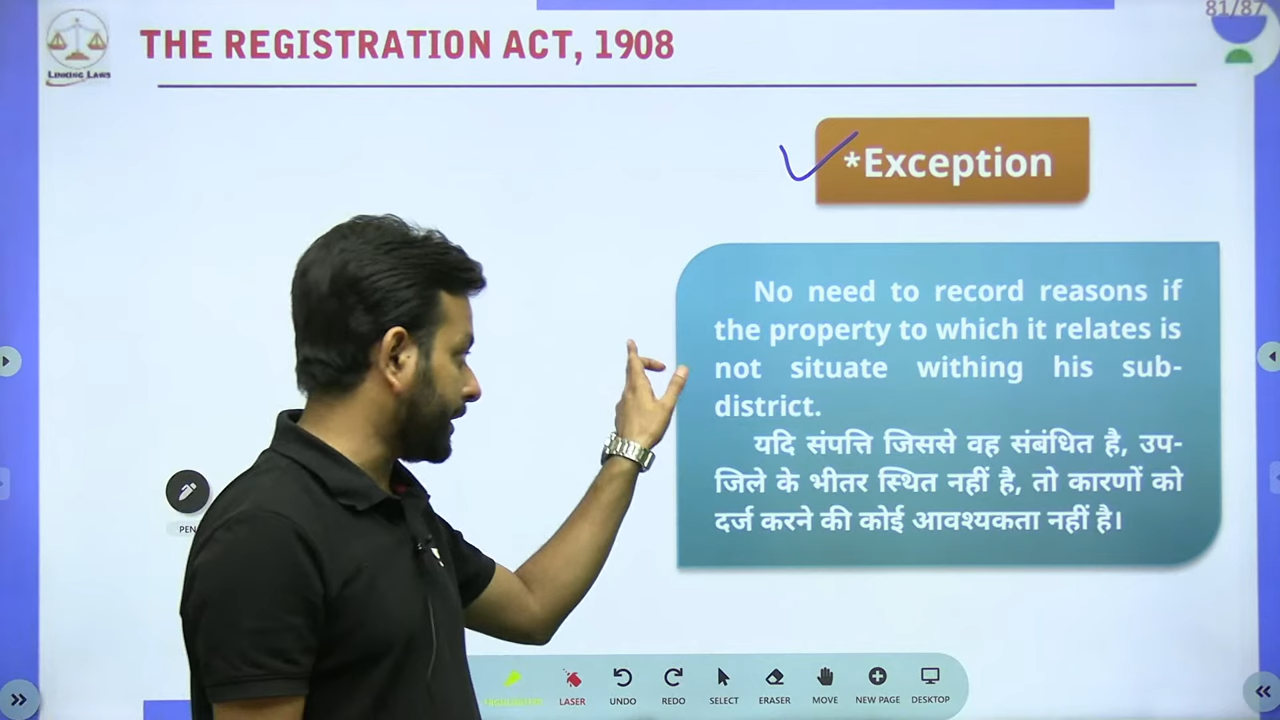 81/87
LINKING LAWS
THE REGISTRATION ACT, 1908
*Exception
No need to record reasons if
the property to which it relates is
not situate withing his sub-
district.
यदि संपत्ति जिससे वह संबंधित है, उप-
जिले के भीतर स्थित नहीं है, तो कारणों को
दर्ज करने की कोई आवश्यकता नहीं है।
PEN
HIGHLIGHTER
LASER
UNDO
REDO
SELECT
ERASER
MOVE
NEW PAGE
DESKTOP